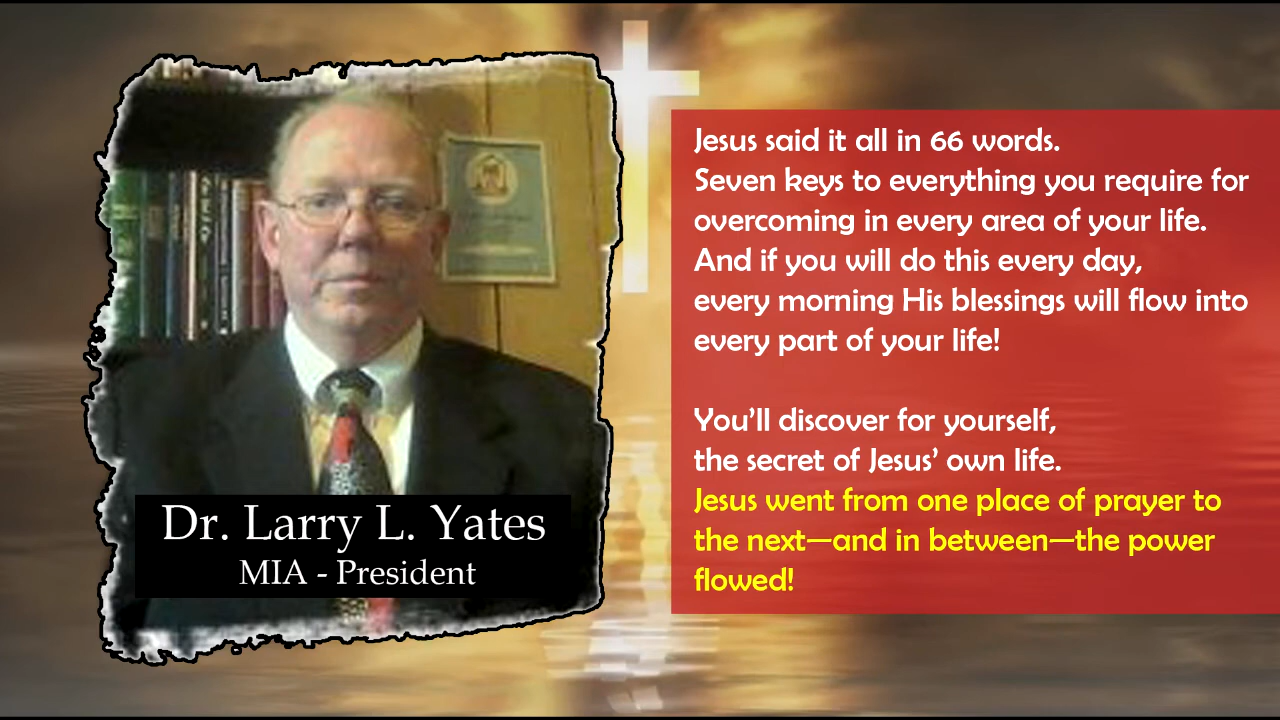 Dr. Larry L. Yates
MIA - President
Jesus said it all in 66 words.
Seven keys to everything you require for
overcoming in every area of your life.
And if you will do this every day,
every morning His blessings will flow into
every part of your life!
You’ll discover for yourself,
the secret of Jesus’ own life.
Jesus went from one place of prayer to
the next—and in between—the power
flowed!